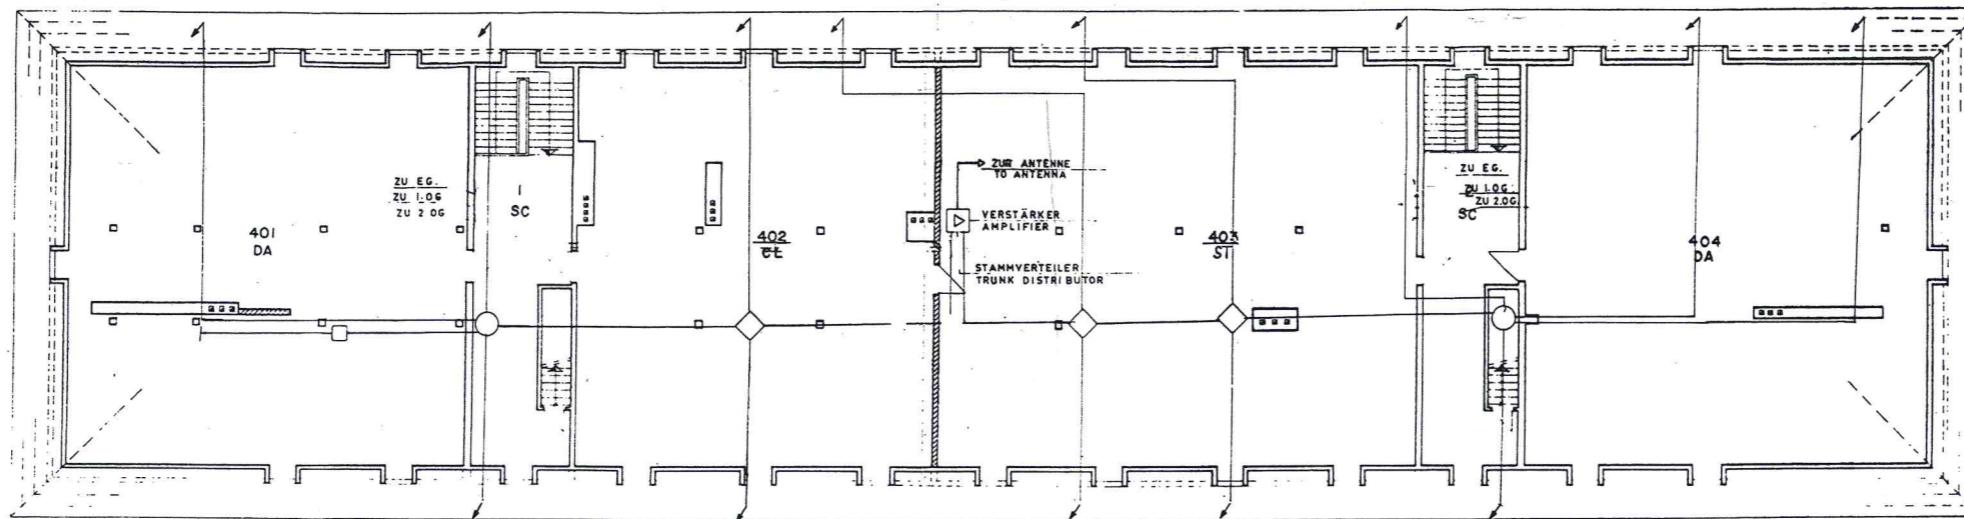 ZUR ANTENNE
TO ANTENNA
ZU EG.
ZU 1.OG
ZU 2 OG
SC
401
DA
402
VERSTÄRKER
AMPLIFIER
STAMMVERTEILER
TRUNK DISTRIBUTOR
403
ST
ZU EG.
ZU 1.OG
ZU 2.OG
SC
404
DA